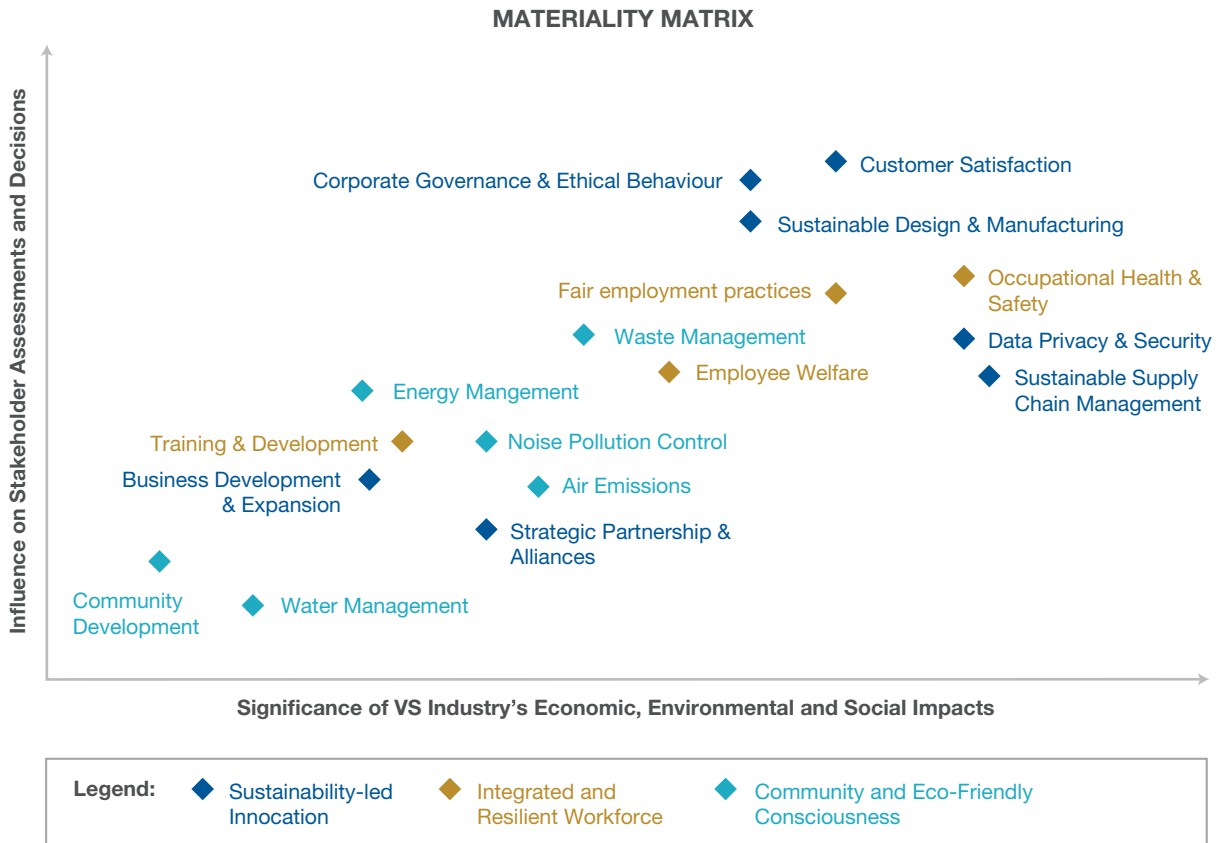 MATERIALITY MATRIX
Influence on Stakeholder Assessments and Decisions
Customer Satisfaction
Corporate Governance & Ethical Behaviour
Sustainable Design & Manufacturing
Occupational Health &
Safety
Fair employment practices
Waste Management
Data Privacy & Security
Employee Welfare
Sustainable Supply
Chain Management
Energy Mangement
Training & Development
Noise Pollution Control
Business Development
& Expansion
Air Emissions
Strategic Partnership &
Alliances
Community
Development
Water Management
Significance of VS Industry’s Economic, Environmental and Social Impacts
Legend:
Sustainability-led
Innocation
Integrated and
Resilient Workforce
Community and Eco-Friendly
Consciousness